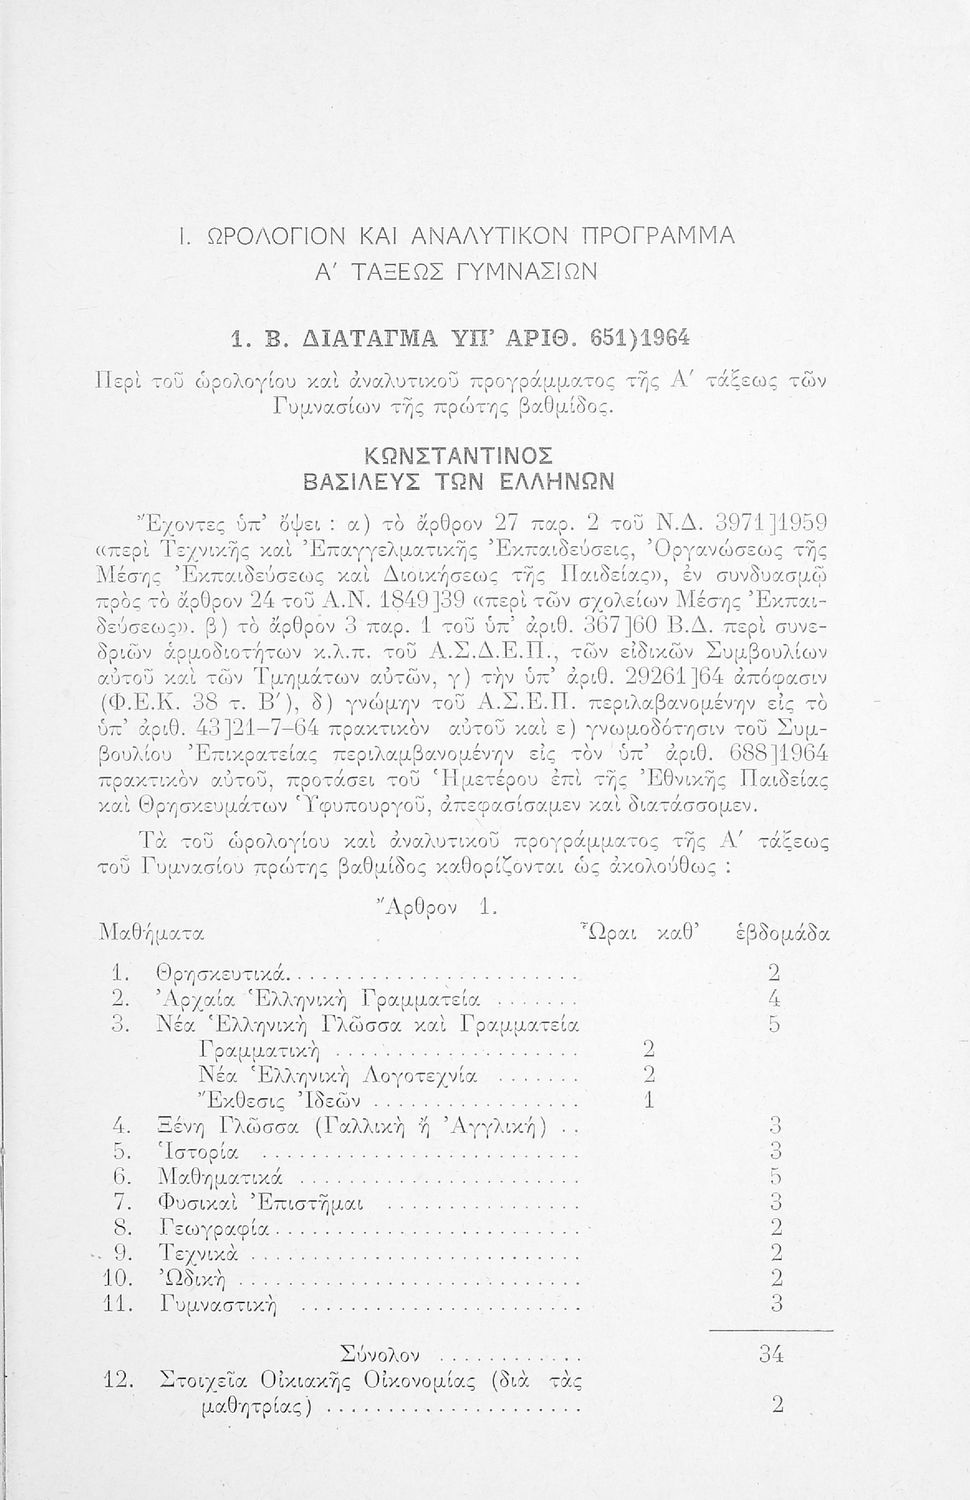 Ι. ΩΡΟΛΟΓΙΟΝ ΚΑΙ ΑΝΑΛΥΤΙΚΟΝ ΠΡΟΓΡΑΜΜΑ
Α' ΤΑΞΕΩΣ ΓΥΜΝΑΣΙΩΝ
1. Β. ΔΙΑΤΑΓΜΑ ΥΠ' ΑΡΙΘ. 651)1964
Περὶ τοῦ ὡρολογίου καὶ ἀναλυτικοῦ προγράμματος τῆς Α' τάξεως τῶν
Γυμνασίων τῆς πρώτης βαθμίδος.
ΚΩΝΣΤΑΝΤΙΝΟΣ
ΒΑΣΙΛΕΥΣ ΤΩΝ ΕΛΛΗΝΩΝ
Ἔχοντες ὑπ' ὄψει : α) τὸ ἄρθρον 27 παρ. 2 τοῦ Ν.Δ. 3971]1959
«περὶ Τεχνικῆς καὶ Ἐπαγγελματικῆς Ἐκπαιδεύσεις, Ὀργανώσεως τῆς
Μέσης Ἐκπαιδεύσεως καὶ Διοικήσεως τῆς Παιδείας», ἐν συνδυασμῷ
πρὸς τὸ ἄρθρον 24 τοῦ Α.Ν. 1849]39 «περὶ τῶν σχολείων Μέσης Ἐκπαι-
δεύσεως». β) τὸ ἄρθρον 3 παρ. 1 τοῦ ὑπ' ἀριθ. 367]60 Β.Δ. περὶ συνε-
δριῶν ἁρμοδιοτήτων κ.λ.π. τοῦ Α.Σ.Δ.Ε.Π., τῶν εἰδικῶν Συμβουλίων
αὐτοῦ καὶ τῶν Τμημάτων αὐτῶν, γ) τὴν ὑπ' ἀριθ. 29261]64 ἀπόφασιν
(Φ.Ε.Κ. 38 τ. Β'), δ) γνώμην τοῦ Α.Σ.Ε.Π. περιλαβανομένην εἰς τὸ
ὑπ' ἀριθ. 43]21-7-64 πρακτικὸν αὐτοῦ καὶ ε) γνωμοδότησιν τοῦ Συμ-
βουλίου Ἐπικρατείας περιλαμβανομένην εἰς τὸν ὑπ' ἀριθ. 688]1964
πρακτικὸν αὐτοῦ, προτάσει τοῦ Ἡμετέρου ἐπὶ τῆς Ἐθνικῆς Παιδείας
καὶ Θρησκευμάτων Ὑφυπουργοῦ, ἀπεφασίσαμεν καὶ διατάσσομεν.
Τὰ τοῦ ὡρολογίου καὶ ἀναλυτικοῦ προγράμματος τῆς Α' τάξεως
τοῦ Γυμνασίου πρώτης βαθμίδος καθορίζονται ὡς ἀκολούθως :
Ἄρθρον 1.
Μαθήματα Ὧραι καθ' ἑβδομάδα
1. Θρησκευτικά. . . . . . . . . . . . . . . . . . . . . . . . 2
2. Ἀρχαία Ἑλληνικὴ Γραμματεία . . . . . . . 4
3. Νέα Ἑλληνικὴ Γλῶσσα καὶ Γραμματεία 5
Γραμματικὴ . . . . . . . . . . . . . . . . . . . . 2
Νέα Ἑλληνικὴ Λογοτεχνία . . . . . . . 2
Ἔκθεσις Ἰδεῶν . . . . . . . . . . . . . . . . . 1
4. Ξένη Γλῶσσα (Γαλλικὴ ἤ Ἀγγλική) . . 3
5. Ἱστορία . . . . . . . . . . . . . . . . . . . . . . . . . . 3
6. Μαθηματικά . . . . . . . . . . . . . . . . . . . . . . . 5
7. Φυσικαὶ Ἐπιστῆμαι . . . . . . . . . . . . . . . . 3
8. Γεωγραφία . . . . . . . . . . . . . . . . . . . . . . . . . 2
9. Τεχνικὰ . . . . . . . . . . . . . . . . . . . . . . . . . . . 2
10. Ὠδικὴ . . . . . . . . . . . . . . . . . . . . . . . . . . . . 2
11. Γυμναστικὴ . . . . . . . . . . . . . . . . . . . . . . . 3
Σύνολον . . . . . . . . . . . . 34
12. Στοιχεῖα Οἰκιακῆς Οἰκονομίας (διὰ τὰς
μαθητρίας) . . . . . . . . . . . . . . . . . . . . . 2